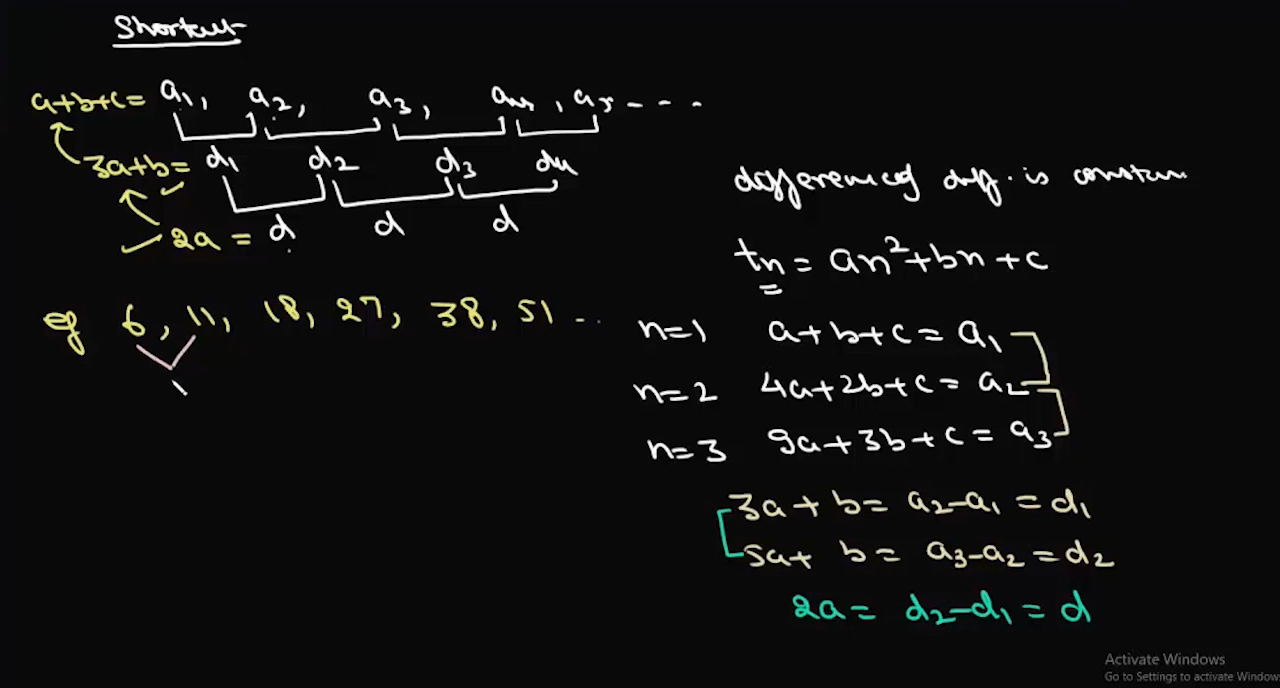 Shortcut
a+b+c = a₁, a₂, a₃, a₄, a₅ - - - -
3a+b = d₁ d₂ d₃ d₄
2a = d d d
eg 6, 11, 18, 27, 38, 51 ...
difference of diff. is constan
tn = an²+bn+c
n=1 a+b+c = a₁
n=2 4a+2b+c = a₂
n=3 9a+3b+c = a₃
3a+b = a₂-a₁ = d₁
5a+ b = a₃-a₂ = d₂
2a = d₂-d₁ = d
Activate Windows
Go to Settings to activate Window